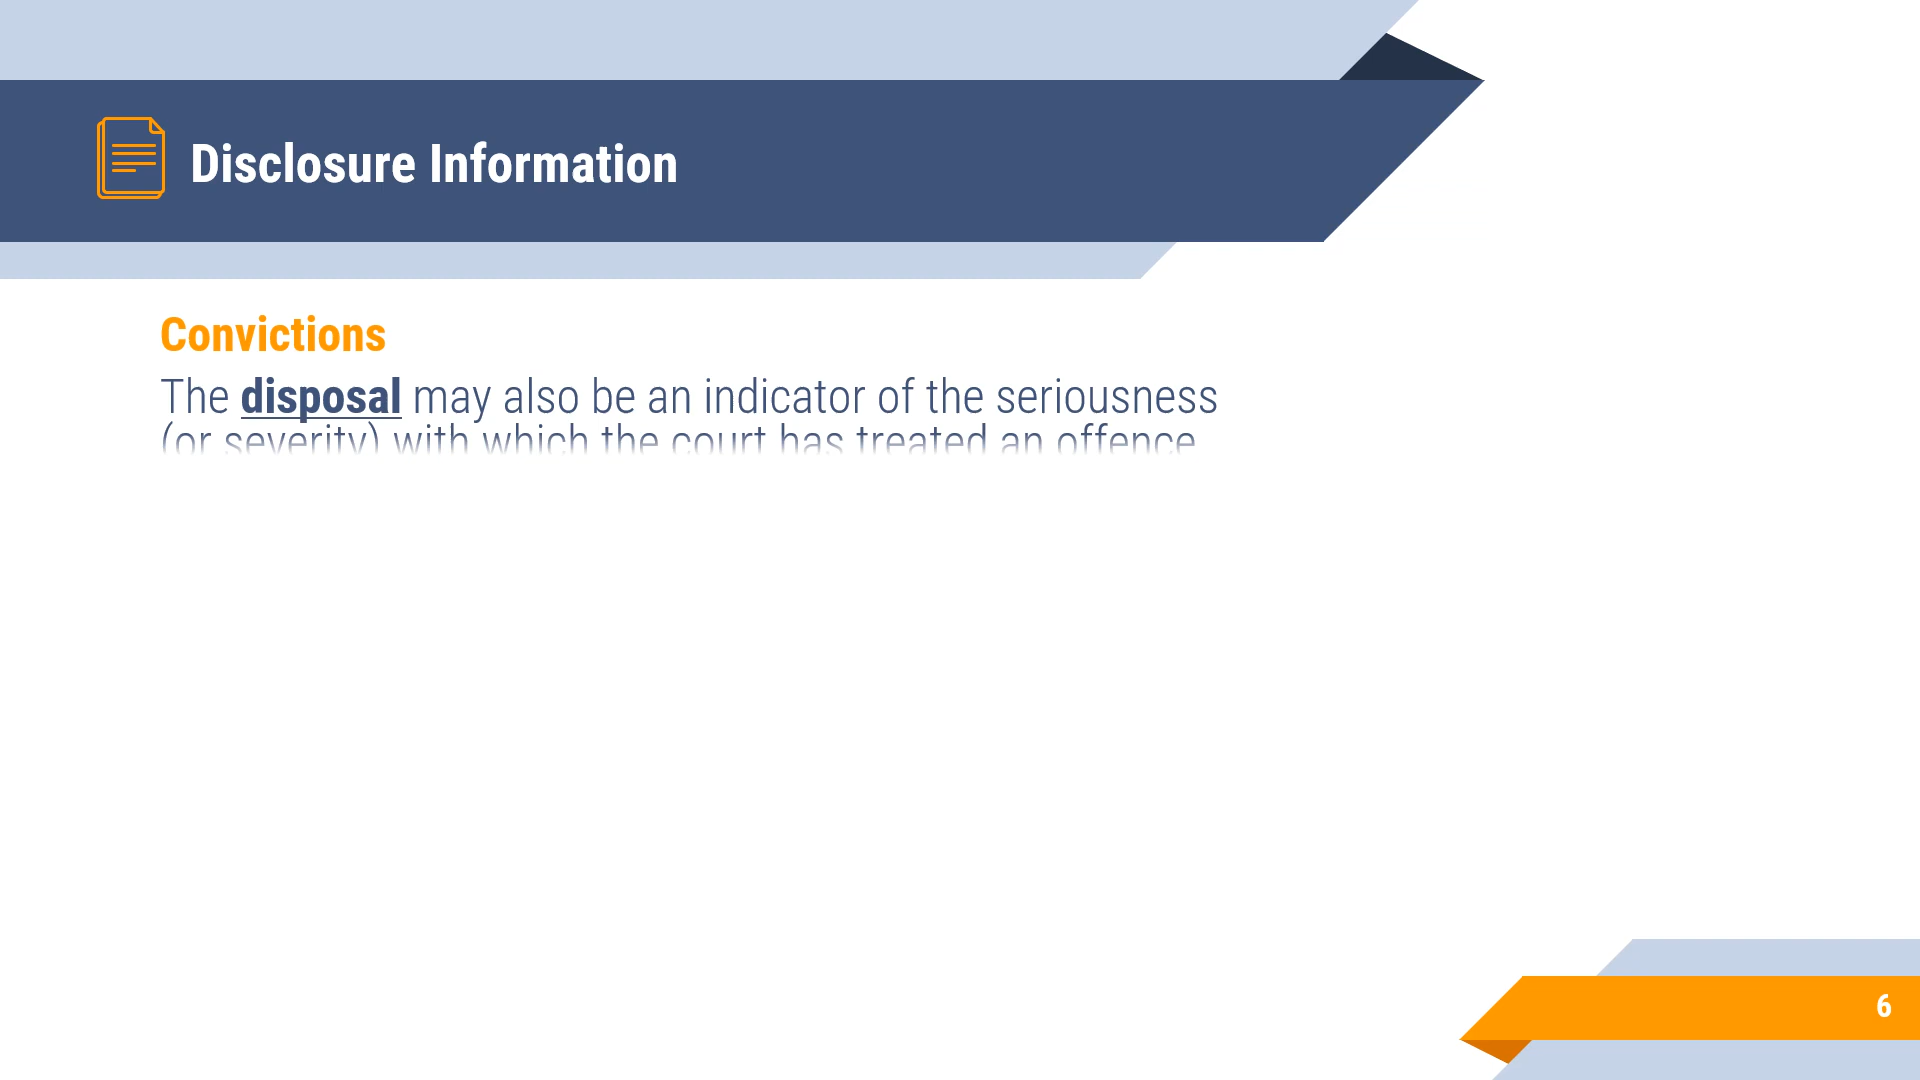 Disclosure Information
Convictions
The disposal may also be an indicator of the seriousness
(or severity) with which the court has treated an offence
6